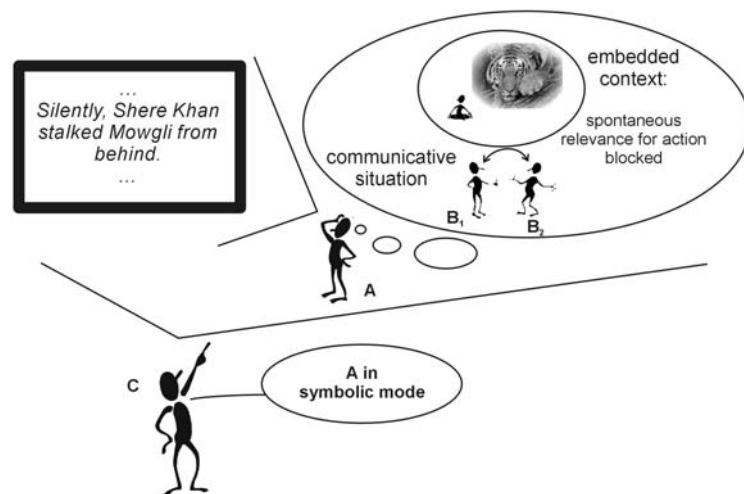 ...
Silently, Shere Khan
stalked Mowgli from
behind.
...
embedded
context:
spontaneous
relevance for action
blocked
communicative
situation
B1
B2
A
C
A in
symbolic mode